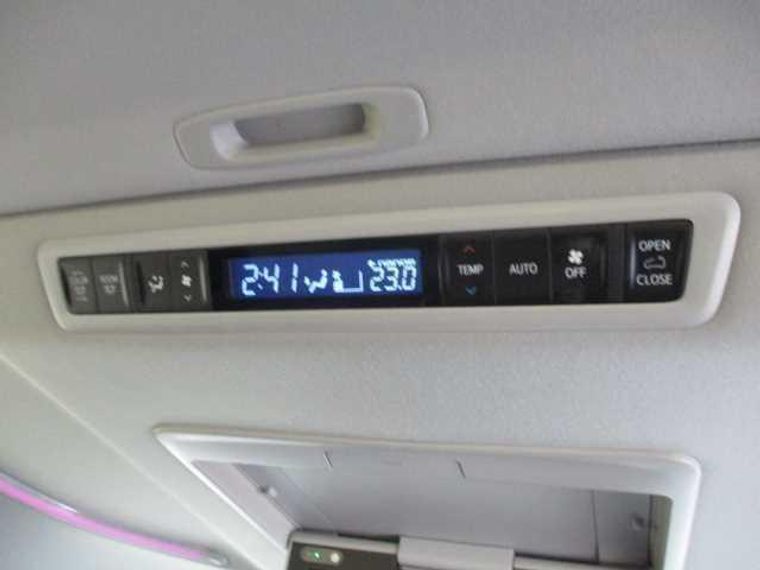 2:41 23.0
TEMP
AUTO
OFF
OPEN
CLOSE